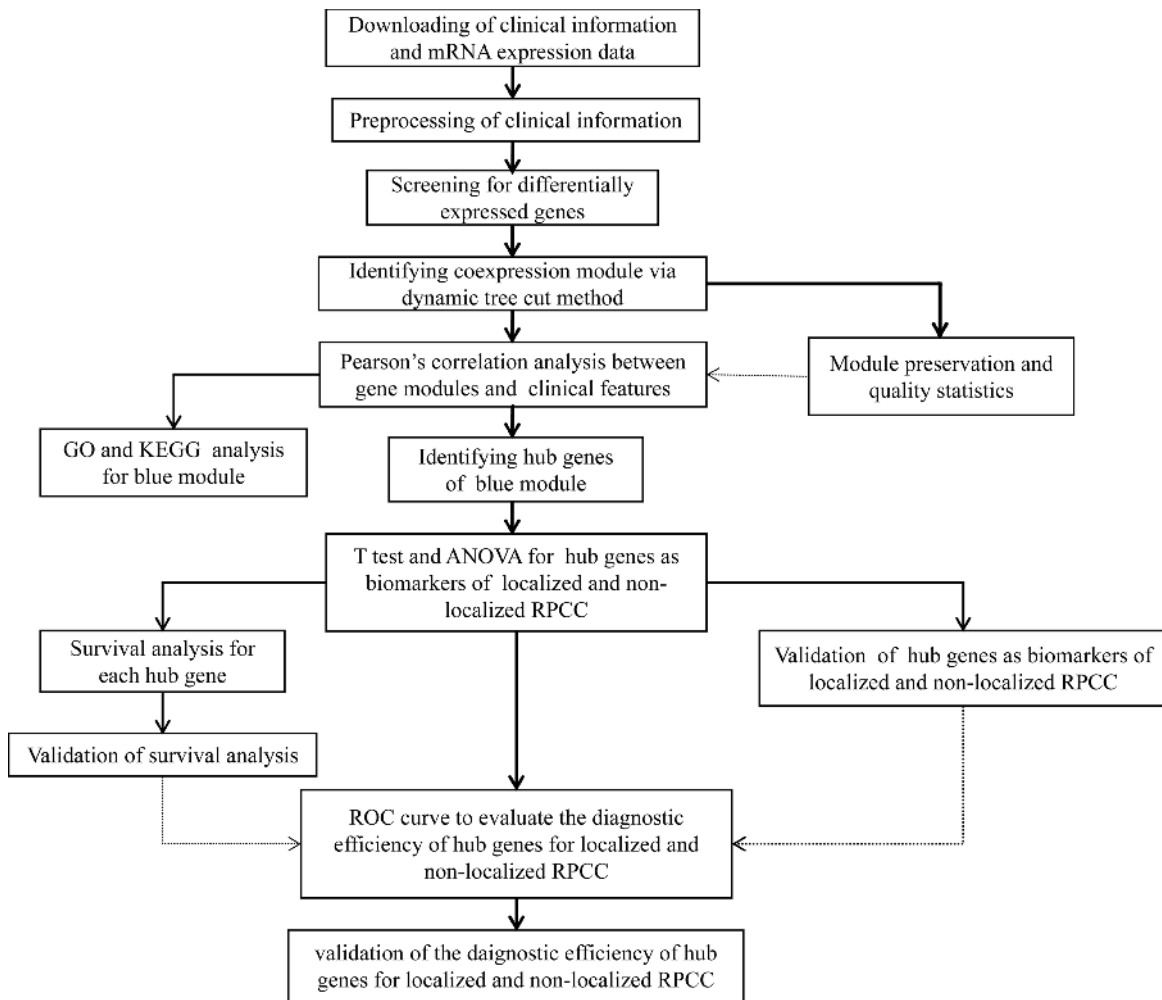 Downloading of clinical information
and mRNA expression data
Preprocessing of clinical information
Screening for differentially
expressed genes
Identifying coexpression module via
dynamic tree cut method
Pearson's correlation analysis between
gene modules and clinical features
Module preservation and
quality statistics
GO and KEGG analysis
for blue module
Identifying hub genes
of blue module
T test and ANOVA for hub genes as
biomarkers of localized and non-
localized RPCC
Survival analysis for
each hub gene
Validation of hub genes as biomarkers of
localized and non-localized RPCC
Validation of survival analysis
ROC curve to evaluate the diagnostic
efficiency of hub genes for localized and
non-localized RPCC
validation of the daignostic efficiency of hub
genes for localized and non-localized RPCC